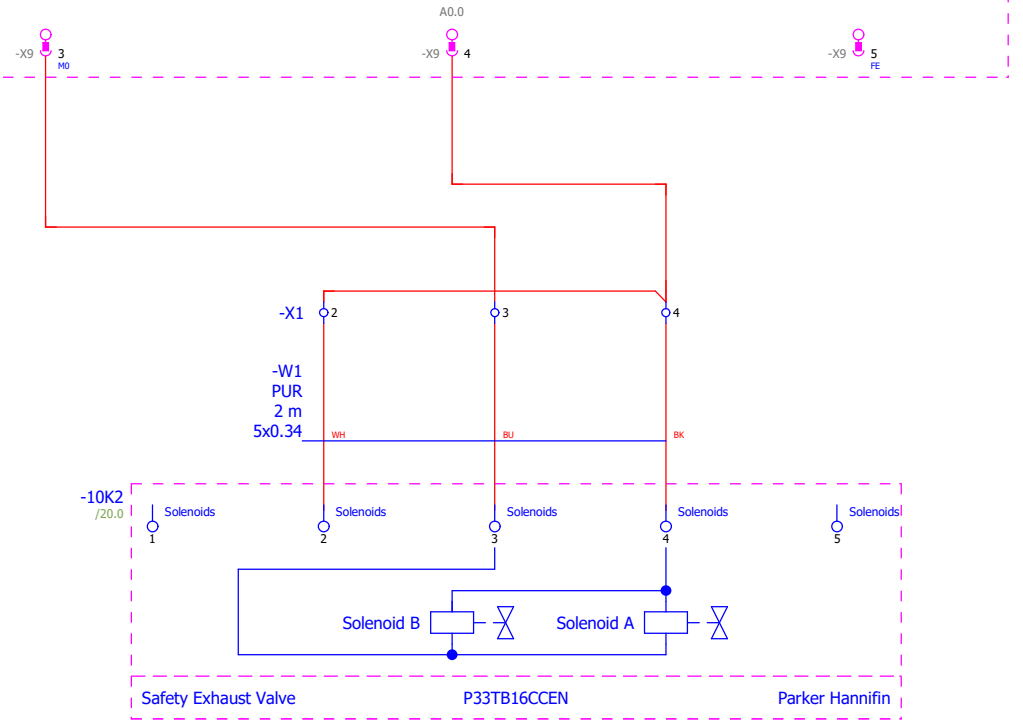 A0.0
-X9 3
M0
-X9 4
-X9 5
FE
-X1 2 3 4
-W1
PUR
2 m
5x0.34
WH BU BK
-10K2
/20.0
Solenoids Solenoids Solenoids Solenoids Solenoids
1 2 3 4 5
Solenoid B Solenoid A
Safety Exhaust Valve P33TB16CCEN Parker Hannifin